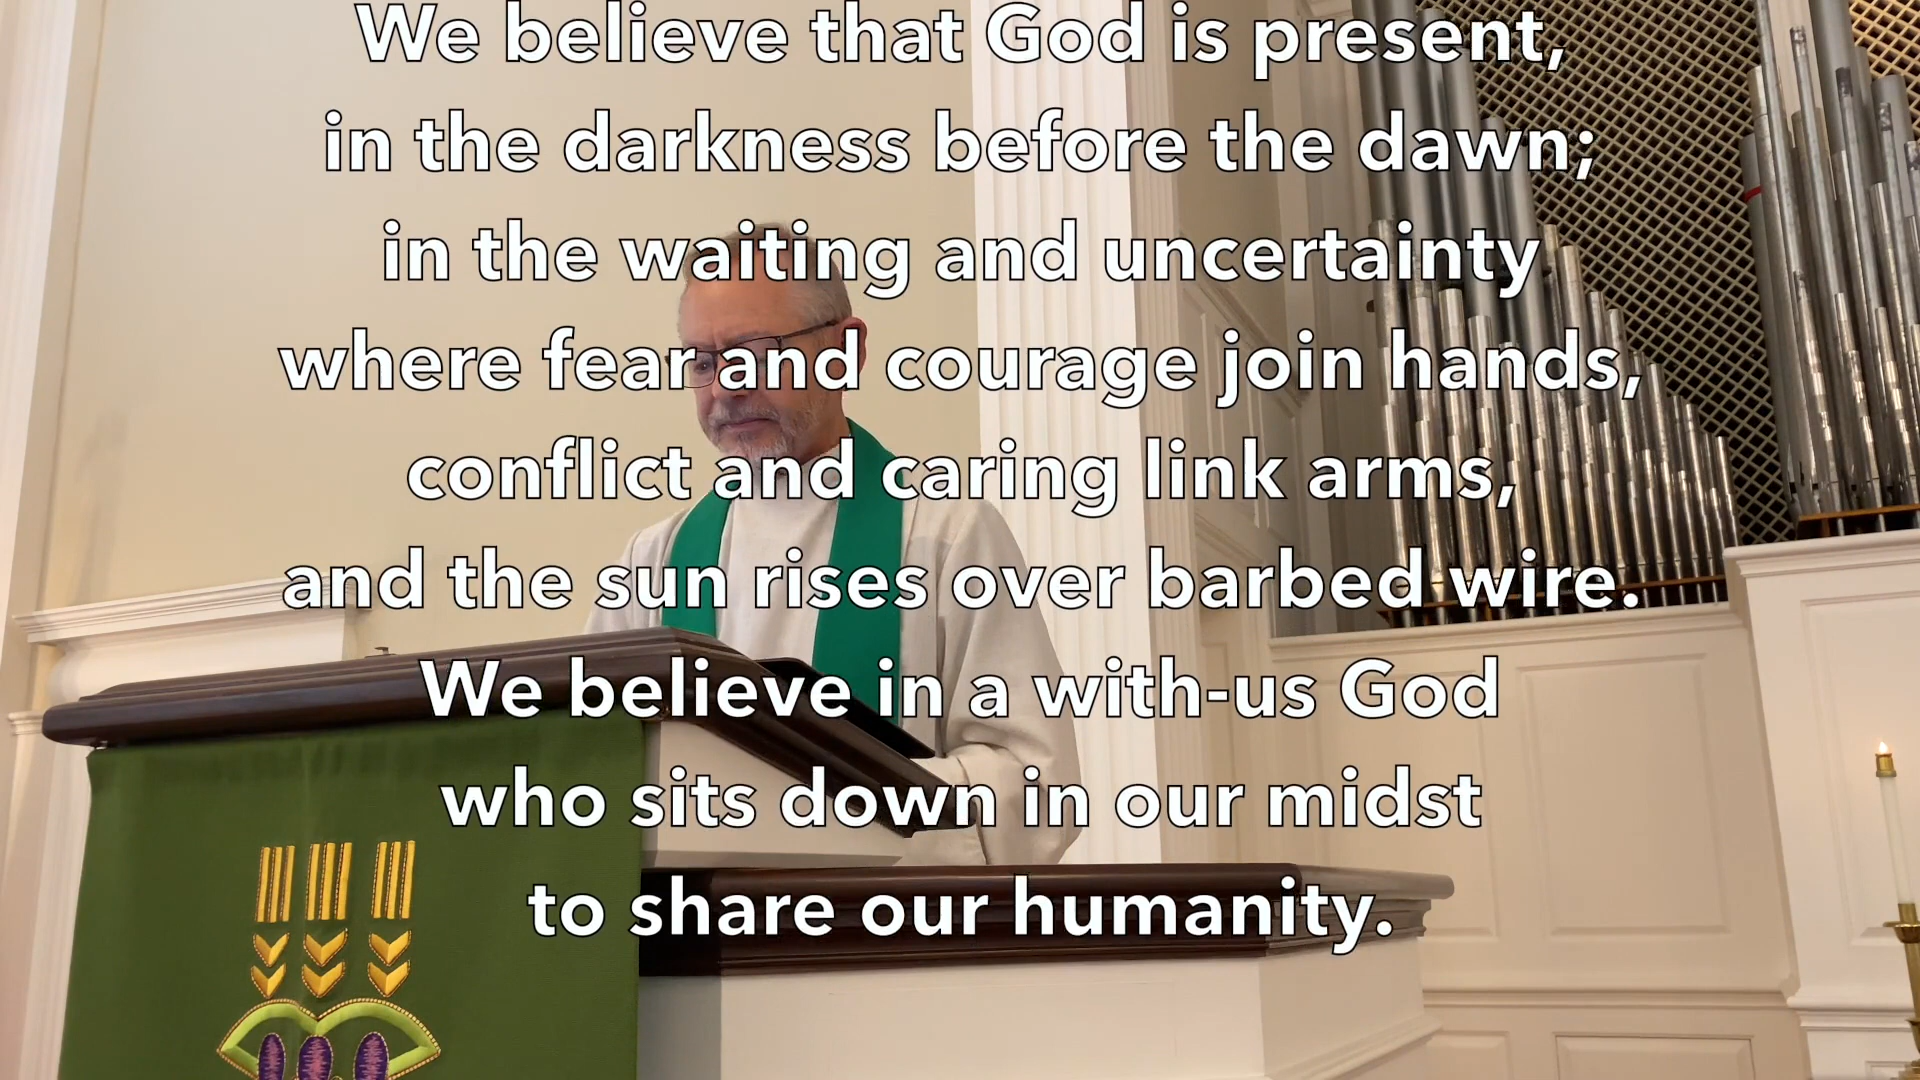 We believe that God is present,
in the darkness before the dawn;
in the waiting and uncertainty
where fear and courage join hands,
conflict and caring link arms,
and the sun rises over barbed wire.
We believe in a with-us God
who sits down in our midst
to share our humanity.